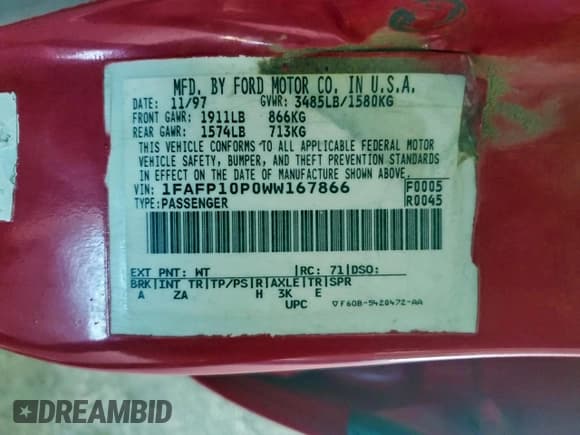 MFD. BY FORD MOTOR CO. IN U.S.A.
DATE: 11/97 GVWR: 3485LB/1580KG
FRONT GAWR: 1911LB 866KG
REAR GAWR: 1574LB 713KG
THIS VEHICLE CONFORMS TO ALL APPLICABLE FEDERAL MOTOR
VEHICLE SAFETY, BUMPER, AND THEFT PREVENTION STANDARDS
IN EFFECT ON THE DATE OF MANUFACTURE SHOWN ABOVE.
VIN: 1FAFP10P0WW167866 F0005
TYPE: PASSENGER R0045
EXT PNT: WT |RC: 71|DSO:
BRK|INT TR|TP/PS|R|AXLE|TR|SPR
A ZA H 3K E
UPC ▽F60B-5420472-AA
DREAMBID